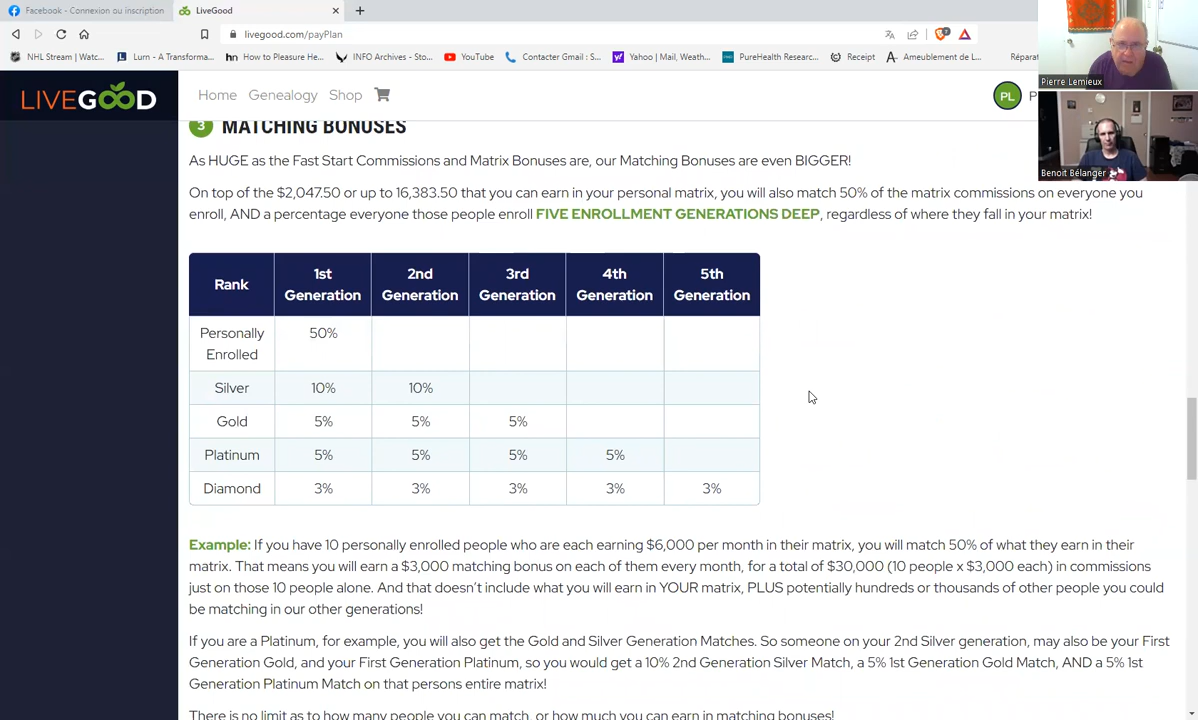 Facebook - Connexion ou inscription
LiveGood
livegood.com/payPlan
NHL Stream | Watc...
Lurn - A Transforma...
How to Pleasure He...
INFO Archives - Sto...
YouTube
Contacter Gmail : S...
Yahoo | Mail, Weath...
PureHealth Researc...
Receipt
Ameublement de L...
Répara
Pierre Lemieux
Benoit Bélanger
LIVEGOOD
Home
Genealogy
Shop
PL
P
3 MATCHING BONUSES
As HUGE as the Fast Start Commissions and Matrix Bonuses are, our Matching Bonuses are even BIGGER!
On top of the $2,047.50 or up to 16,383.50 that you can earn in your personal matrix, you will also match 50% of the matrix commissions on everyone you
enroll, AND a percentage everyone those people enroll FIVE ENROLLMENT GENERATIONS DEEP, regardless of where they fall in your matrix!
Rank 1st Generation 2nd Generation 3rd Generation 4th Generation 5th Generation
Personally Enrolled 50%
Silver 10% 10%
Gold 5% 5% 5%
Platinum 5% 5% 5% 5%
Diamond 3% 3% 3% 3% 3%
Example: If you have 10 personally enrolled people who are each earning $6,000 per month in their matrix, you will match 50% of what they earn in their
matrix. That means you will earn a $3,000 matching bonus on each of them every month, for a total of $30,000 (10 people x $3,000 each) in commissions
just on those 10 people alone. And that doesn't include what you will earn in YOUR matrix, PLUS potentially hundreds or thousands of other people you could
be matching in our other generations!
If you are a Platinum, for example, you will also get the Gold and Silver Generation Matches. So someone on your 2nd Silver generation, may also be your First
Generation Gold, and your First Generation Platinum, so you would get a 10% 2nd Generation Silver Match, a 5% 1st Generation Gold Match, AND a 5% 1st
Generation Platinum Match on that persons entire matrix!
There is no limit as to how many people you can match, or how much you can earn in matching bonuses!